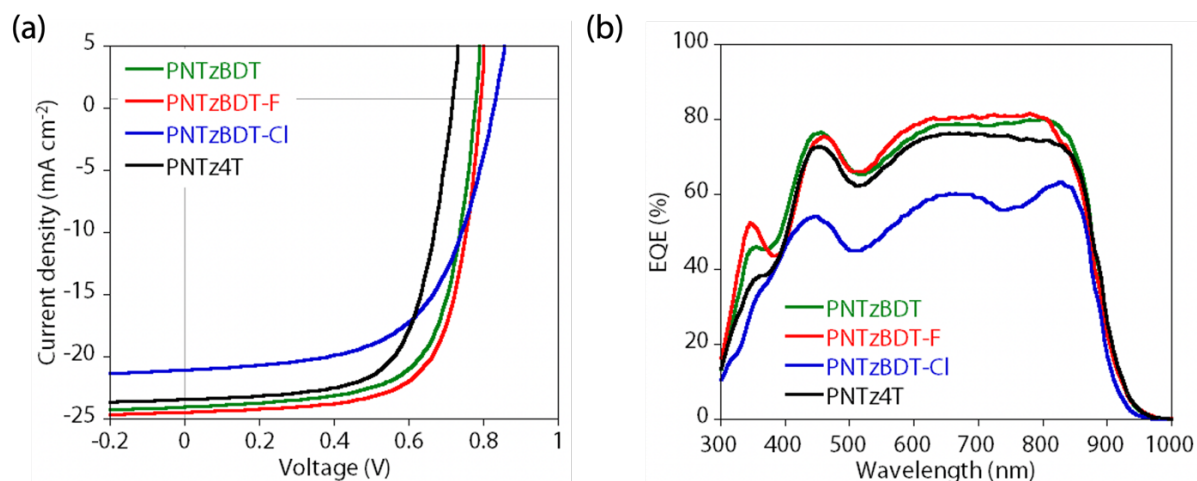 (a)
5
0
-5
-10
-15
-20
-25
Current density (mA cm-2)
PNTzBDT
PNTzBDT-F
PNTzBDT-Cl
PNTz4T
-0.2
0
0.2
0.4
0.6
0.8
1
Voltage (V)
(b)
100
80
60
40
20
0
EQE (%)
PNTzBDT
PNTzBDT-F
PNTzBDT-Cl
PNTz4T
300
400
500
600
700
800
900
1000
Wavelength (nm)